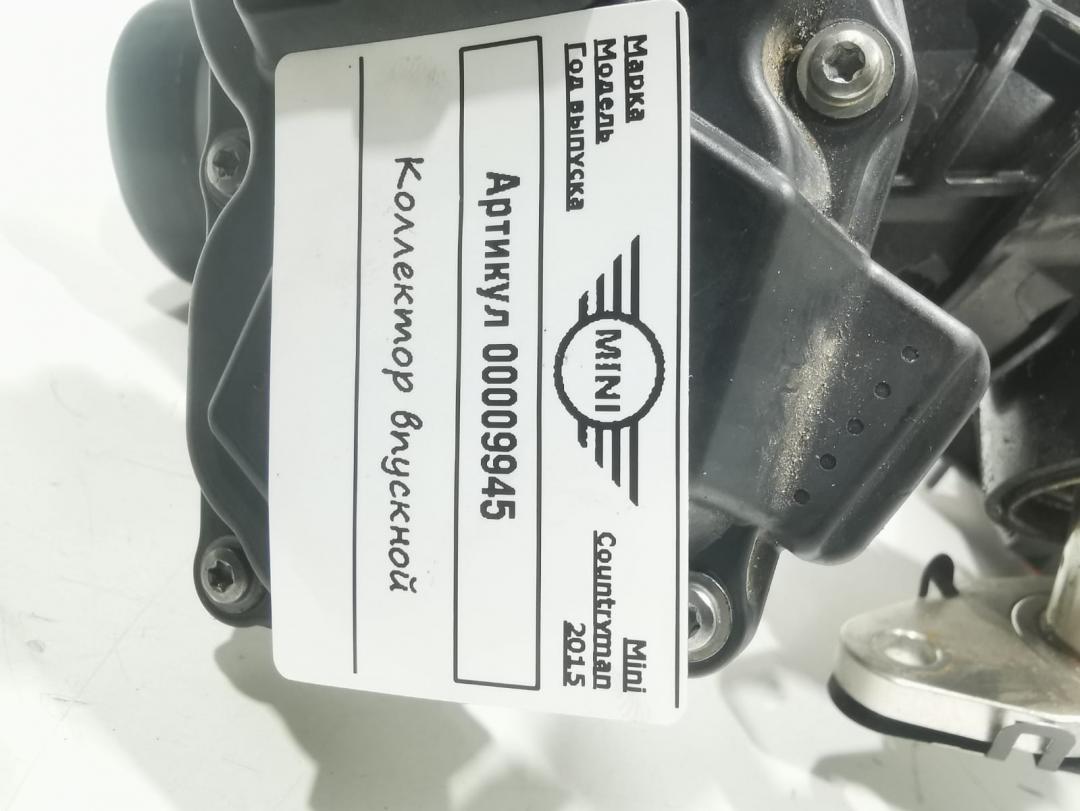 Марка Mini
Модель Countryman
Год выпуска 2015
MINI
Артикул 00009945
Коллектор впускной